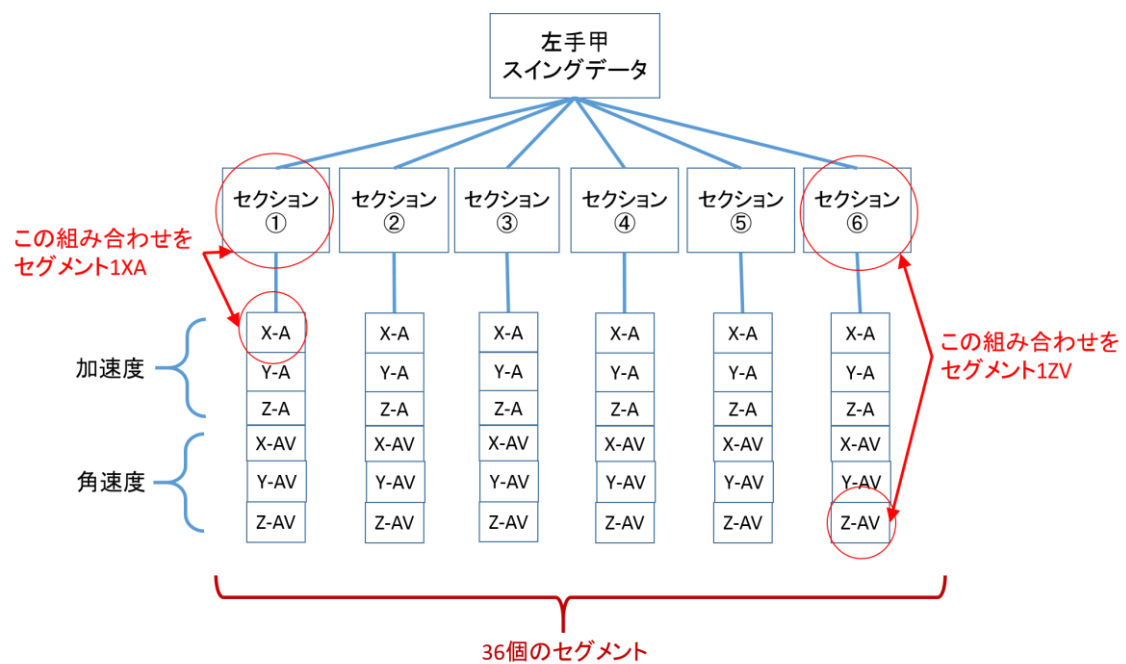 左手甲
スイングデータ
セクション
①
セクション
②
セクション
③
セクション
④
セクション
⑤
セクション
⑥
この組み合わせを
セグメント1XA
X-A
X-A
X-A
X-A
X-A
X-A
この組み合わせを
セグメント1ZV
加速度
Y-A
Y-A
Y-A
Y-A
Y-A
Y-A
Z-A
Z-A
Z-A
Z-A
Z-A
Z-A
X-AV
X-AV
X-AV
X-AV
X-AV
X-AV
角速度
Y-AV
Y-AV
Y-AV
Y-AV
Y-AV
Y-AV
Z-AV
Z-AV
Z-AV
Z-AV
Z-AV
Z-AV
36個のセグメント